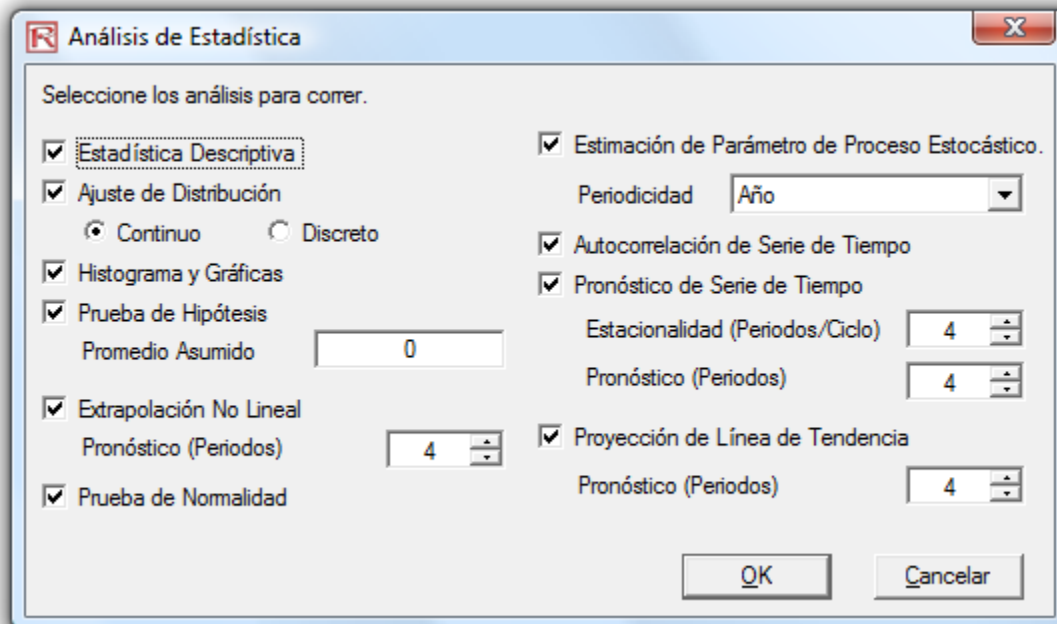 Análisis de Estadística
Seleccione los análisis para correr.
Estadística Descriptiva
Ajuste de Distribución
Continuo Discreto
Histograma y Gráficas
Prueba de Hipótesis
Promedio Asumido 0
Extrapolación No Lineal
Pronóstico (Periodos) 4
Prueba de Normalidad
Estimación de Parámetro de Proceso Estocástico.
Periodicidad Año
Autocorrelación de Serie de Tiempo
Pronóstico de Serie de Tiempo
Estacionalidad (Periodos/Ciclo) 4
Pronóstico (Periodos) 4
Proyección de Línea de Tendencia
Pronóstico (Periodos) 4
OK Cancelar